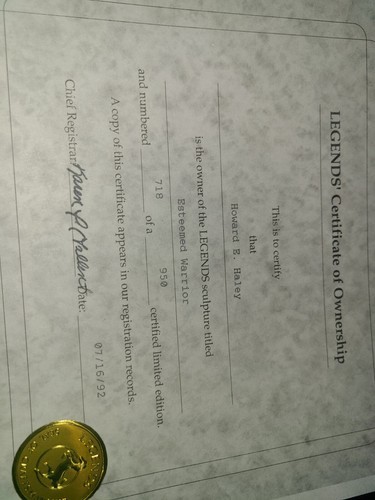 LEGENDS' Certificate of Ownership
This is to certify
that
Howard E. Haley
is the owner of the LEGENDS sculpture titled
Esteemed Warrior
and numbered 718 of a 950 certified limited edition.
A copy of this certificate appears in our registration records.
Chief Registrar: Date: 07/16/92